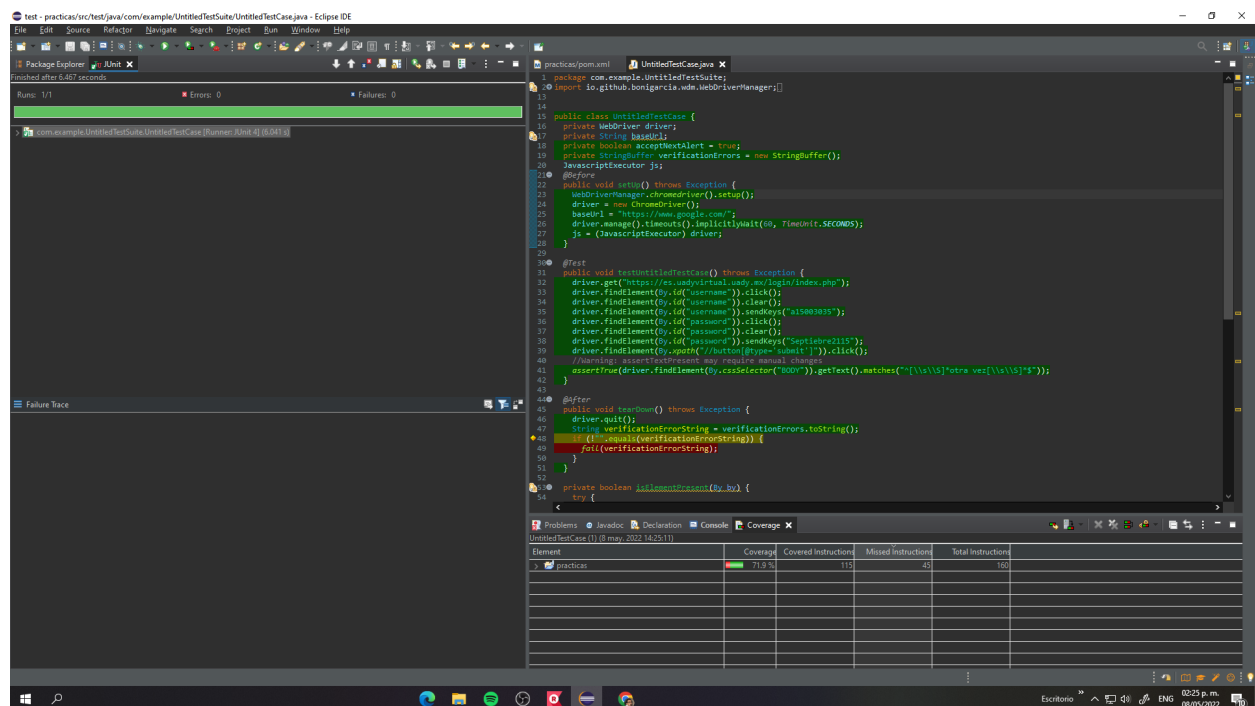 test - practicas/src/test/java/com/example/UntitledTestSuite/UntitledTestCase.java - Eclipse IDE
File Edit Source Refactor Navigate Search Project Run Window Help
Package Explorer JUnit
Finished after 6.467 seconds
Runs: 1/1 Errors: 0 Failures: 0
com.example.UntitledTestSuite.UntitledTestCase [Runner: JUnit 4] (6.041 s)
Failure Trace
practicas/pom.xml UntitledTestCase.java
1 package com.example.UntitledTestSuite;
2 import io.github.bonigarcia.wdm.WebDriverManager;
13
14
15 public class UntitledTestCase {
16 private WebDriver driver;
17 private String baseUrl;
18 private boolean acceptNextAlert = true;
19 private StringBuffer verificationErrors = new StringBuffer();
20 JavascriptExecutor js;
21 @Before
22 public void setUp() throws Exception {
23 WebDriverManager.chromedriver().setup();
24 driver = new ChromeDriver();
25 baseUrl = "https://www.google.com/";
26 driver.manage().timeouts().implicitlyWait(60, TimeUnit.SECONDS);
27 js = (JavascriptExecutor) driver;
28 }
29
30 @Test
31 public void testUntitledTestCase() throws Exception {
32 driver.get("https://es.uadyvirtual.uady.mx/login/index.php");
33 driver.findElement(By.id("username")).click();
34 driver.findElement(By.id("username")).clear();
35 driver.findElement(By.id("username")).sendKeys("a15003035");
36 driver.findElement(By.id("password")).click();
37 driver.findElement(By.id("password")).clear();
38 driver.findElement(By.id("password")).sendKeys("Septiebre2115");
39 driver.findElement(By.xpath("//button[@type='submit']")).click();
40 //Warning: assertTextPresent may require manual changes
41 assertTrue(driver.findElement(By.cssSelector("BODY")).getText().matches("^[\\s\\S]*otra vez[\\s\\S]*$"));
42 }
43
44 @After
45 public void tearDown() throws Exception {
46 driver.quit();
47 String verificationErrorString = verificationErrors.toString();
48 if (!"".equals(verificationErrorString)) {
49 fail(verificationErrorString);
50 }
51 }
52
53 private boolean isElementPresent(By by) {
54 try {
Problems Javadoc Declaration Console Coverage
UntitledTestCase (1) (8 may. 2022 14:25:11)
Element Coverage Covered Instructions Missed Instructions Total Instructions
practicas 71.9 % 115 45 160
Escritorio ENG 02:25 p. m.
08/05/2022